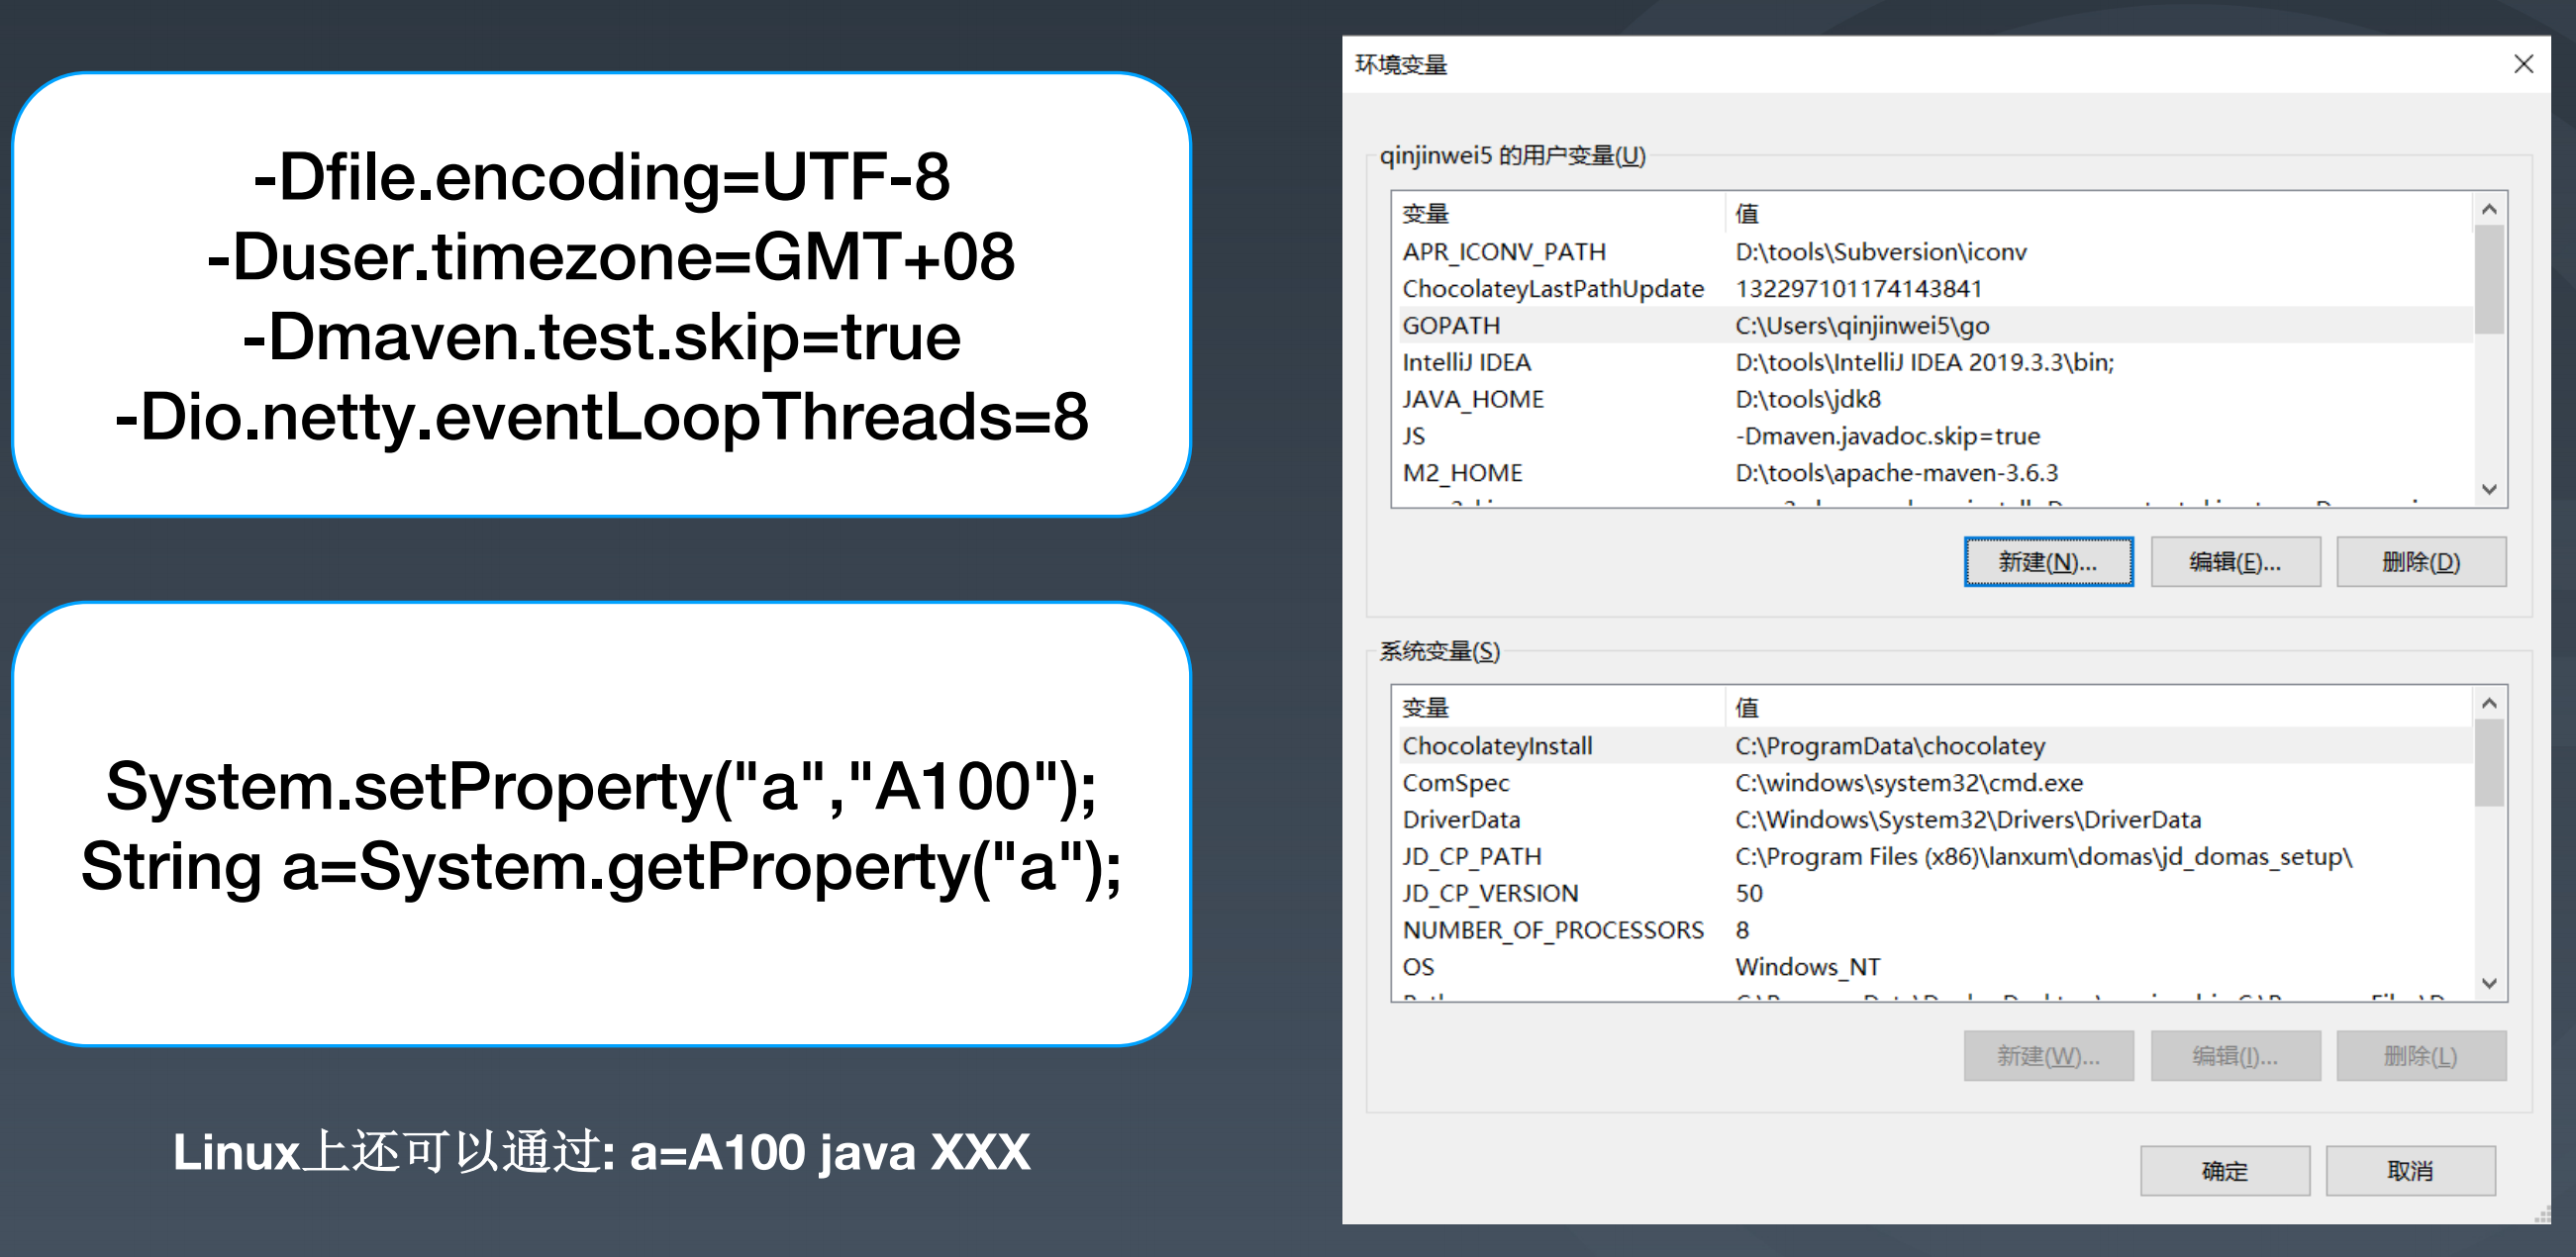 -Dfile.encoding=UTF-8
-Duser.timezone=GMT+08
-Dmaven.test.skip=true
-Dio.netty.eventLoopThreads=8
System.setProperty("a","A100");
String a=System.getProperty("a");
Linux上还可以通过: a=A100 java XXX
环境变量
qinjinwei5 的用户变量(U)
变量 值
APR_ICONV_PATH D:\tools\Subversion\iconv
ChocolateyLastPathUpdate 132297101174143841
GOPATH C:\Users\qinjinwei5\go
IntelliJ IDEA D:\tools\IntelliJ IDEA 2019.3.3\bin;
JAVA_HOME D:\tools\jdk8
JS -Dmaven.javadoc.skip=true
M2_HOME D:\tools\apache-maven-3.6.3
新建(N)... 编辑(E)... 删除(D)
系统变量(S)
变量 值
ChocolateyInstall C:\ProgramData\chocolatey
ComSpec C:\windows\system32\cmd.exe
DriverData C:\Windows\System32\Drivers\DriverData
JD_CP_PATH C:\Program Files (x86)\lanxum\domas\jd_domas_setup\
JD_CP_VERSION 50
NUMBER_OF_PROCESSORS 8
OS Windows_NT
新建(W)... 编辑(I)... 删除(L)
确定 取消